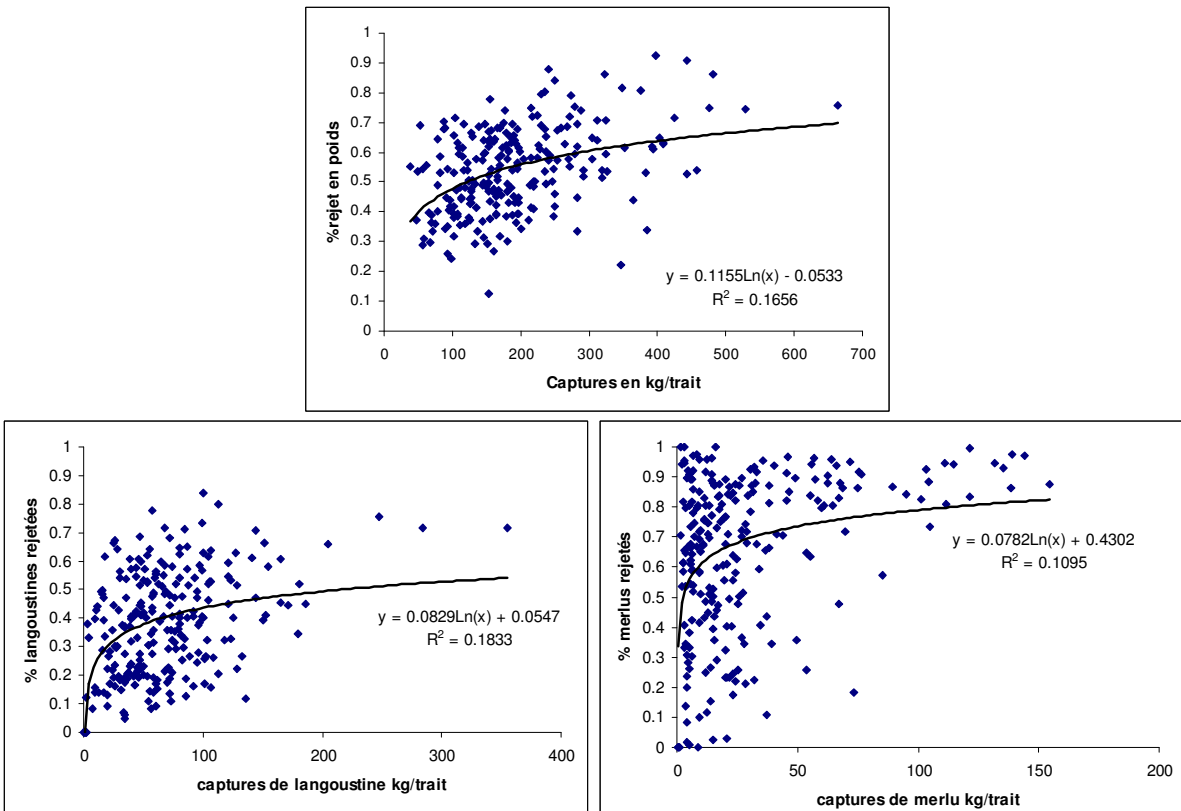 1
0.9
0.8
0.7
0.6
0.5
0.4
0.3
0.2
0.1
0
%rejet en poids
y = 0.1155Ln(x) - 0.0533
R² = 0.1656
0 100 200 300 400 500 600 700
Captures en kg/trait
1
0.9
0.8
0.7
0.6
0.5
0.4
0.3
0.2
0.1
0
% langoustines rejetées
y = 0.0829Ln(x) + 0.0547
R² = 0.1833
0 100 200 300 400
captures de langoustine kg/trait
1
0.9
0.8
0.7
0.6
0.5
0.4
0.3
0.2
0.1
0
% merlus rejetés
y = 0.0782Ln(x) + 0.4302
R² = 0.1095
0 50 100 150 200
captures de merlu kg/trait